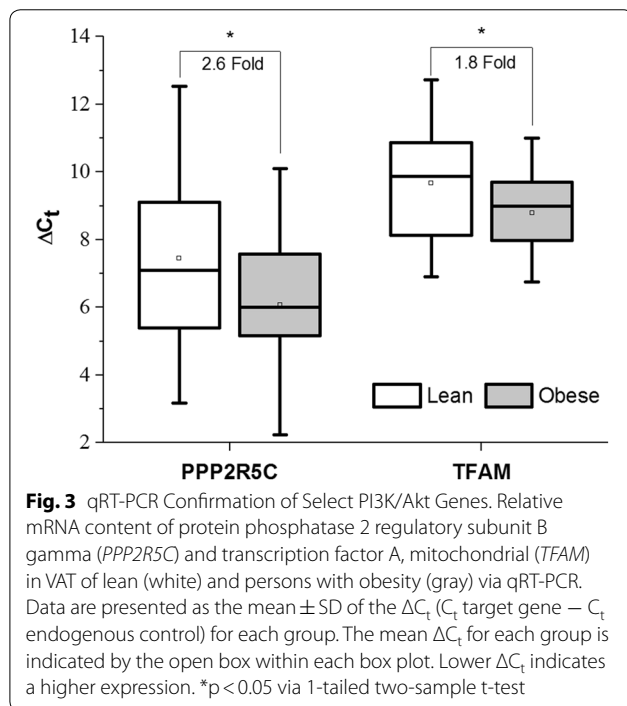 14
12
10
8
6
4
2
ΔCt
*
2.6 Fold
*
1.8 Fold
Lean
Obese
PPP2R5C
TFAM
Fig. 3 qRT-PCR Confirmation of Select PI3K/Akt Genes. Relative
mRNA content of protein phosphatase 2 regulatory subunit B
gamma (PPP2R5C) and transcription factor A, mitochondrial (TFAM)
in VAT of lean (white) and persons with obesity (gray) via qRT-PCR.
Data are presented as the mean ± SD of the ΔCt (Ct target gene − Ct
endogenous control) for each group. The mean ΔCt for each group is
indicated by the open box within each box plot. Lower ΔCt indicates
a higher expression. *p < 0.05 via 1-tailed two-sample t-test